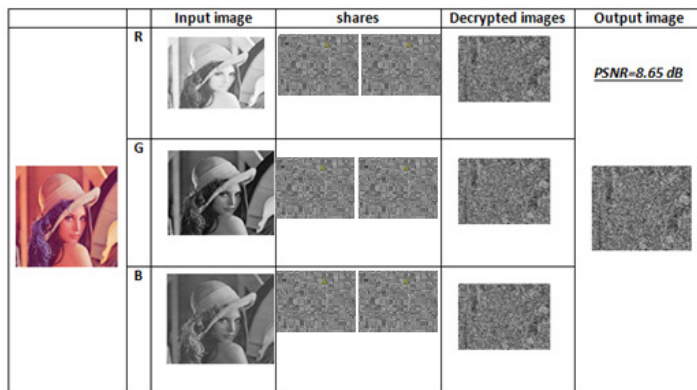 Input image
shares
Decrypted images
Output image
R
PSNR=8.65 dB
G
B